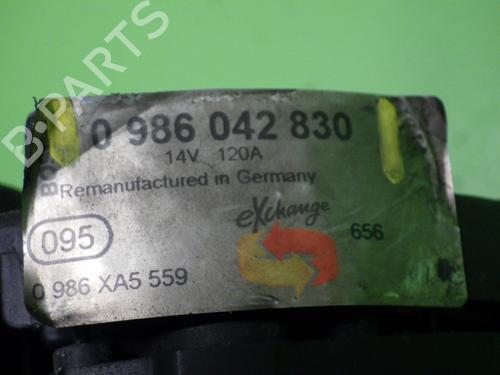 B·PARTS
0 986 042 830
14V 120A
Remanufactured in Germany
eXchange
095
656
0 986 XA5 559